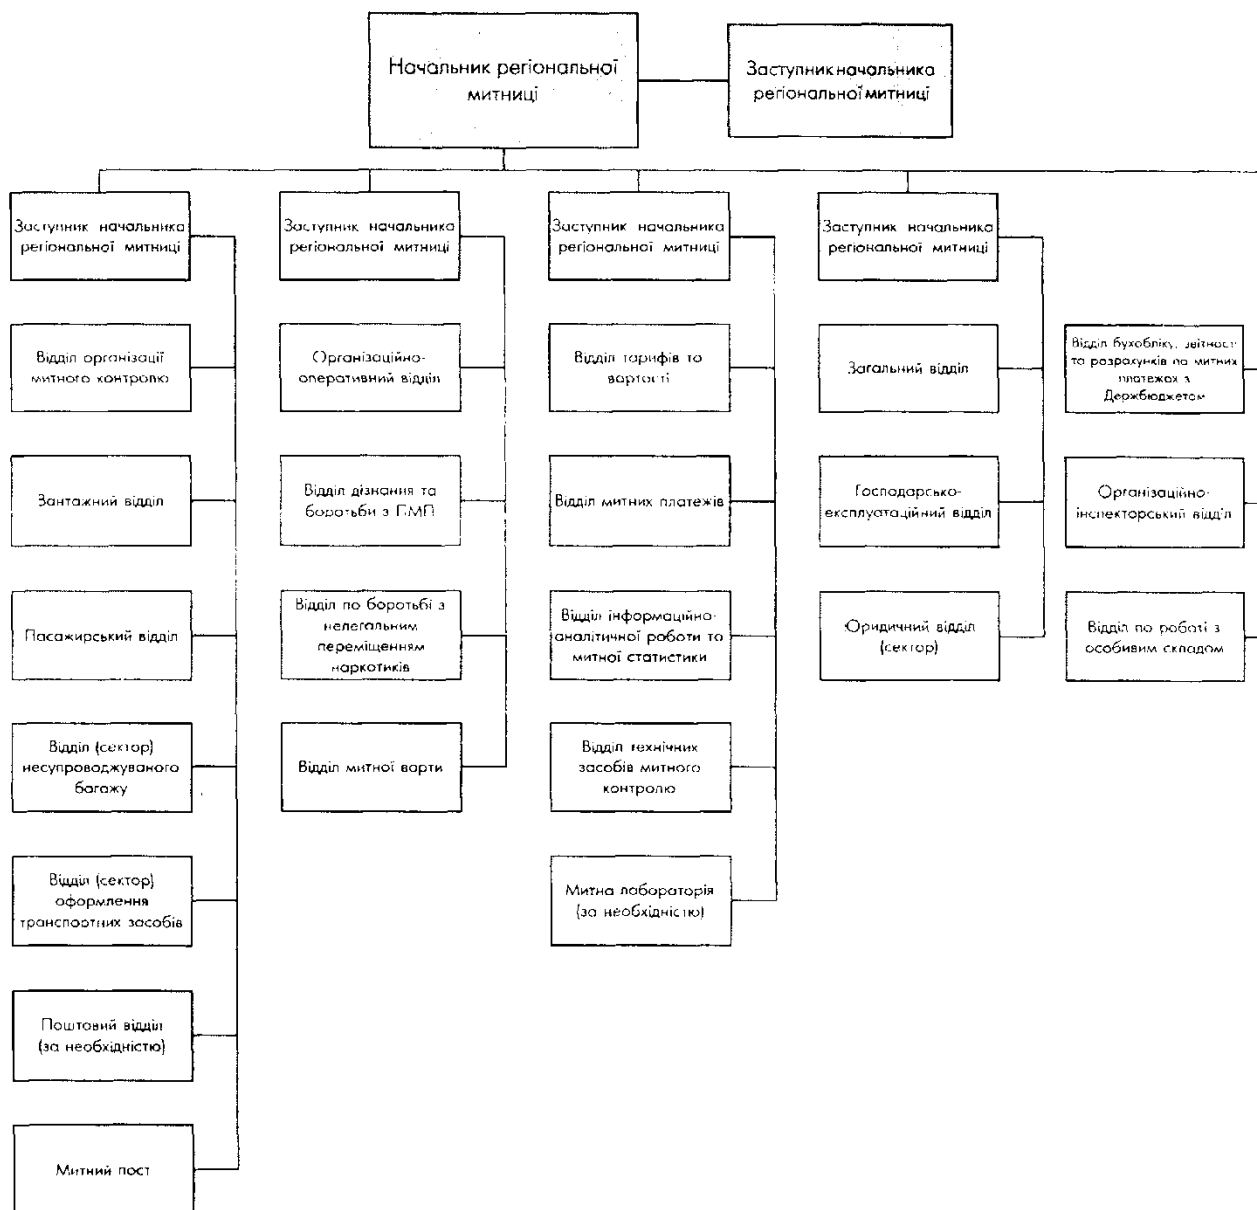 Начальник регіональної
митниці
Заступник начальника
регіональної митниці
Заступник начальника
регіональної митниці
Відділ організації
митного контролю
Вантажний відділ
Пасажирський відділ
Відділ (сектор)
несупроводжуваного
багажу
Відділ (сектор)
оформлення
транспортних засобів
Поштовий відділ
(за необхідністю)
Митний пост
Заступник начальника
регіональної митниці
Організаційно-
оперативний відділ
Відділ дізнання та
боротьби з ПМП
Відділ по боротьбі з
нелегальним
переміщенням
наркотиків
Відділ митної варти
Заступник начальника
регіональної митниці
Відділ тарифів та
вартості
Відділ митних платежів
Відділ інформаційно-
аналітичної роботи та
митної статистики
Відділ технічних
засобів митного
контролю
Митна лабораторія
(за необхідністю)
Заступник начальника
регіональної митниці
Загальний відділ
Господарсько-
експлуатаційний відділ
Юридичний відділ
(сектор)
Відділ бухобліку, звітності
та розрахунків по митних
платежах з
Держбюджетом
Організаційно-
інспекторський відділ
Відділ по роботі з
особивим складом